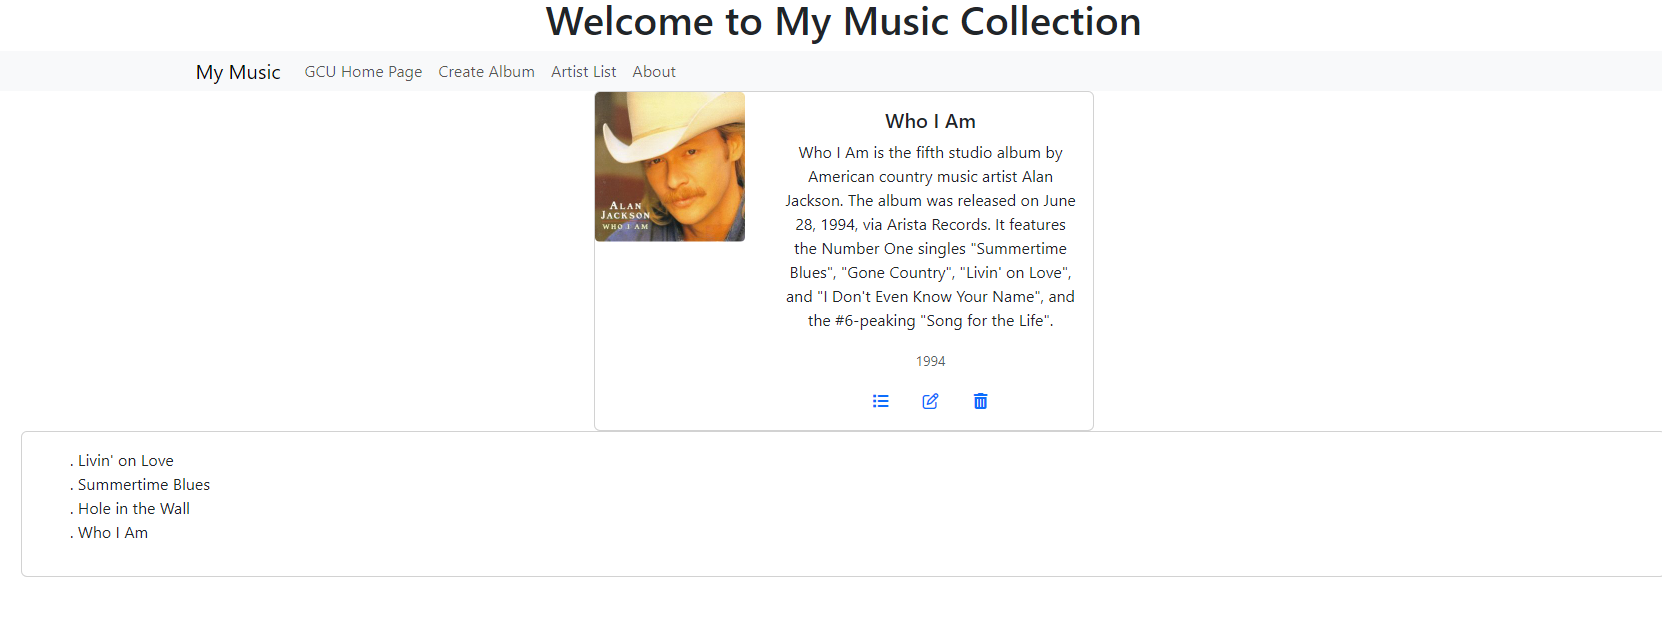 Welcome to My Music Collection
My Music GCU Home Page Create Album Artist List About
ALAN
JACKSON
WHO I AM
Who I Am
Who I Am is the fifth studio album by
American country music artist Alan
Jackson. The album was released on June
28, 1994, via Arista Records. It features
the Number One singles "Summertime
Blues", "Gone Country", "Livin' on Love",
and "I Don't Even Know Your Name", and
the #6-peaking "Song for the Life".
1994
. Livin' on Love
. Summertime Blues
. Hole in the Wall
. Who I Am